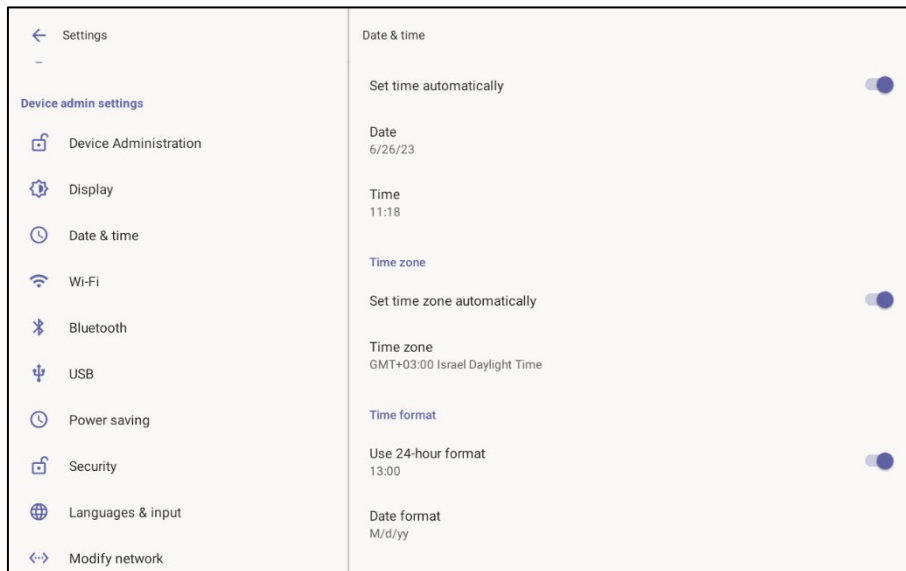 Settings
Device admin settings
Device Administration
Display
Date & time
Wi-Fi
Bluetooth
USB
Power saving
Security
Languages & input
Modify network
Date & time
Set time automatically
Date
6/26/23
Time
11:18
Time zone
Set time zone automatically
Time zone
GMT+03:00 Israel Daylight Time
Time format
Use 24-hour format
13:00
Date format
M/d/yy